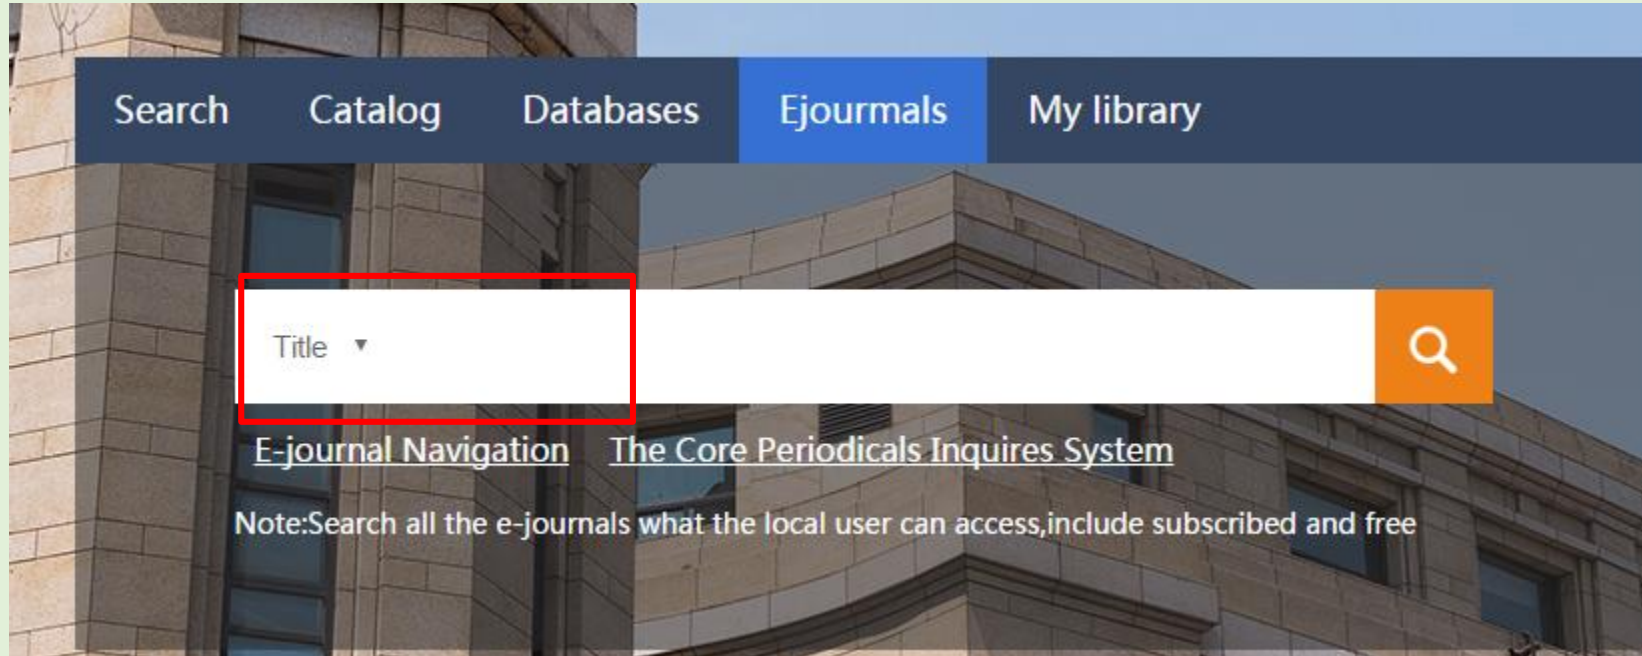 Search Catalog Databases Ejourmals My library
Title
E-journal Navigation The Core Periodicals Inquires System
Note:Search all the e-journals what the local user can access,include subscribed and free